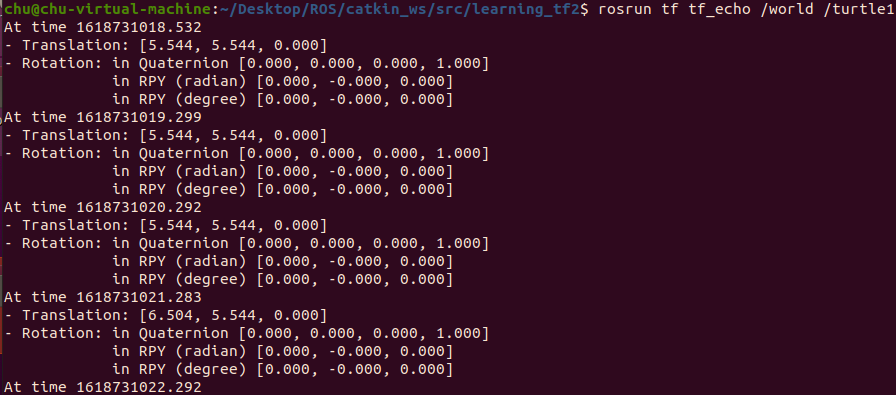 chu@chu-virtual-machine:~/Desktop/ROS/catkin_ws/src/learning_tf2$ rosrun tf tf_echo /world /turtle1
At time 1618731018.532
- Translation: [5.544, 5.544, 0.000]
- Rotation: in Quaternion [0.000, 0.000, 0.000, 1.000]
            in RPY (radian) [0.000, -0.000, 0.000]
            in RPY (degree) [0.000, -0.000, 0.000]
At time 1618731019.299
- Translation: [5.544, 5.544, 0.000]
- Rotation: in Quaternion [0.000, 0.000, 0.000, 1.000]
            in RPY (radian) [0.000, -0.000, 0.000]
            in RPY (degree) [0.000, -0.000, 0.000]
At time 1618731020.292
- Translation: [5.544, 5.544, 0.000]
- Rotation: in Quaternion [0.000, 0.000, 0.000, 1.000]
            in RPY (radian) [0.000, -0.000, 0.000]
            in RPY (degree) [0.000, -0.000, 0.000]
At time 1618731021.283
- Translation: [6.504, 5.544, 0.000]
- Rotation: in Quaternion [0.000, 0.000, 0.000, 1.000]
            in RPY (radian) [0.000, -0.000, 0.000]
            in RPY (degree) [0.000, -0.000, 0.000]
At time 1618731022.292